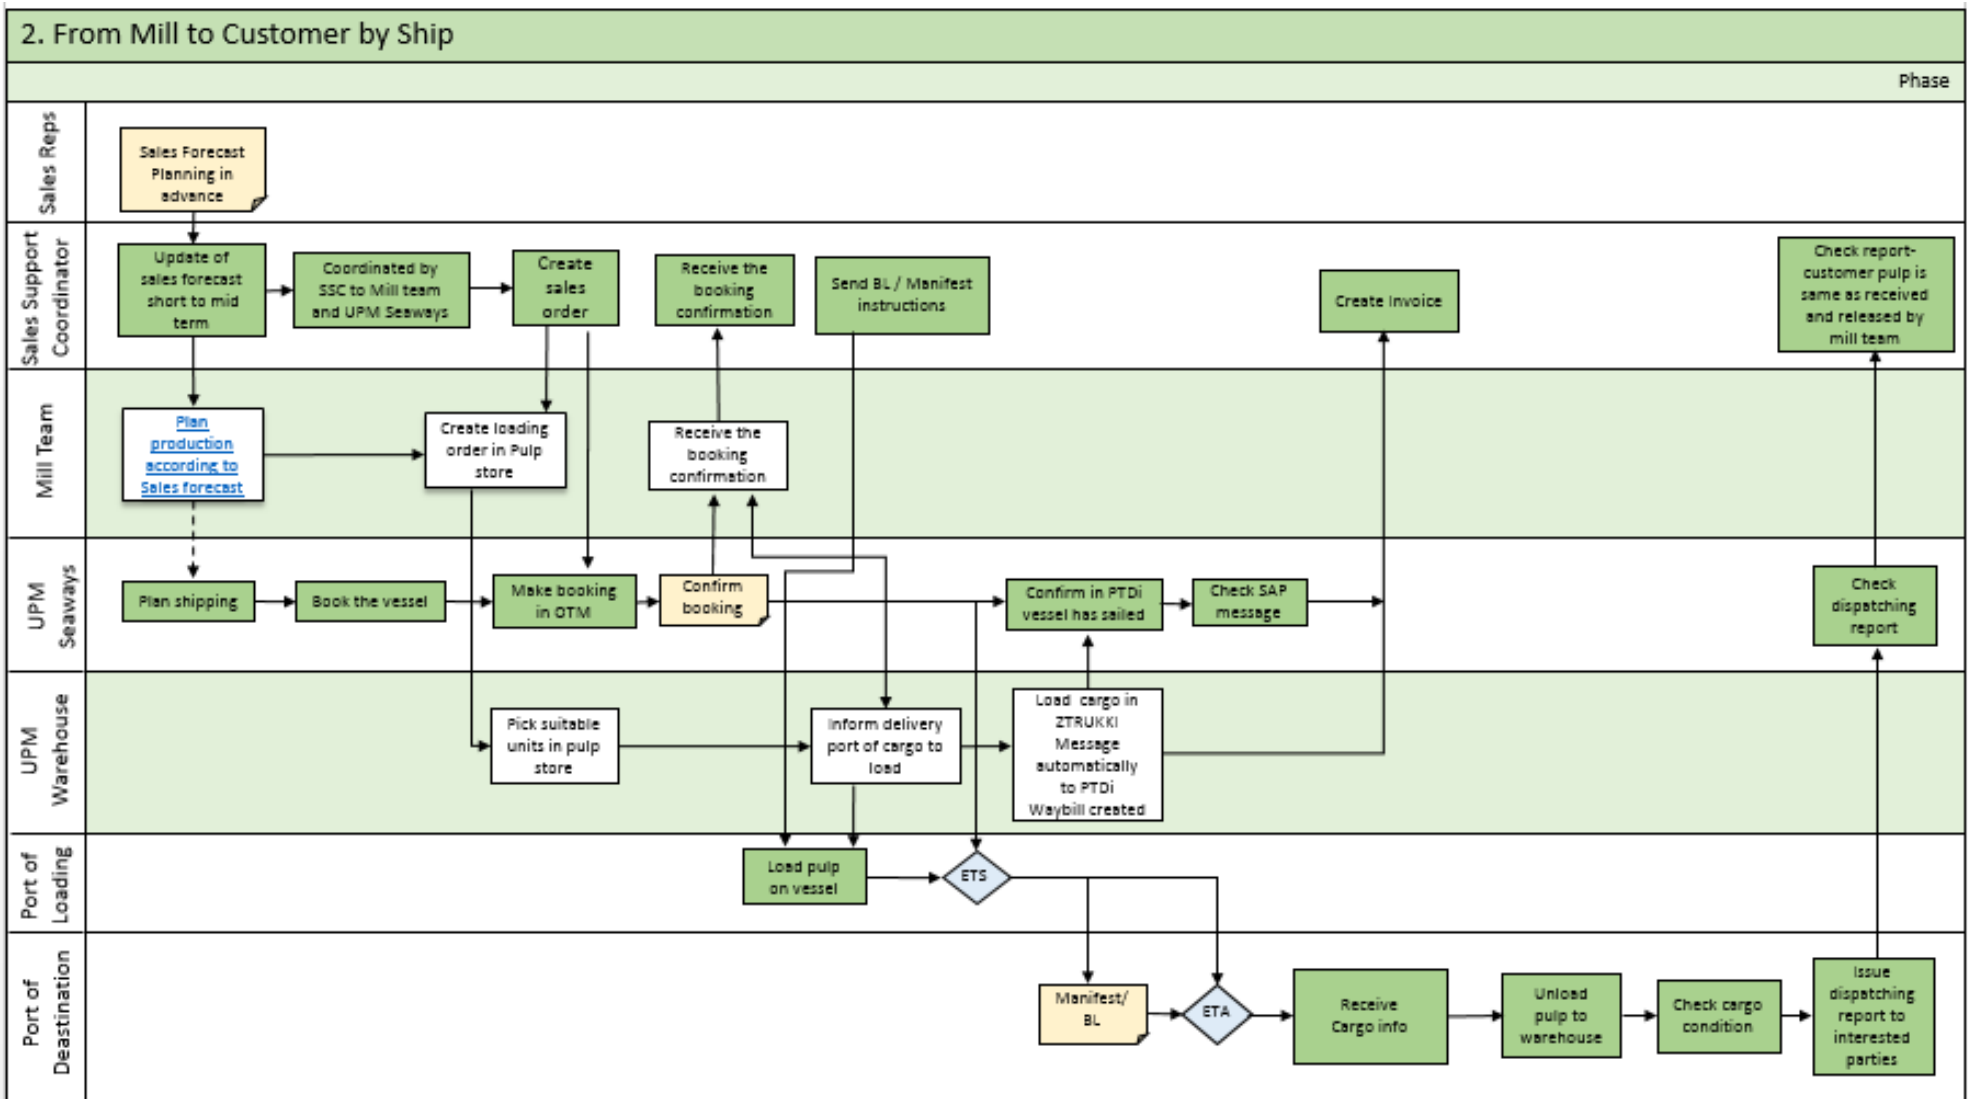 2. From Mill to Customer by Ship
Phase
Sales Reps
Sales Forecast
Planning in
advance
Sales Support
Coordinator
Update of
sales forecast
short to mid
term
Coordinated by
SSC to Mill team
and UPM Seaways
Create
sales
order
Receive the
booking
confirmation
Send BL / Manifest
instructions
Create Invoice
Check report-
customer pulp is
same as received
and released by
mill team
Mill Team
Plan
production
according to
Sales forecast
Create loading
order in Pulp
store
Receive the
booking
confirmation
UPM
Seaways
Plan shipping
Book the vessel
Make booking
in OTM
Confirm
booking
Confirm in PTDi
vessel has sailed
Check SAP
message
Check
dispatching
report
UPM
Warehouse
Pick suitable
units in pulp
store
Inform delivery
port of cargo to
load
Load cargo in
ZTRUKKI
Message
automatically
to PTDi
Waybill created
Port of
Loading
Load pulp
on vessel
ETS
Port of
Deastination
Manifest/
BL
ETA
Receive
Cargo info
Unload
pulp to
warehouse
Check cargo
condition
Issue
dispatching
report to
interested
parties